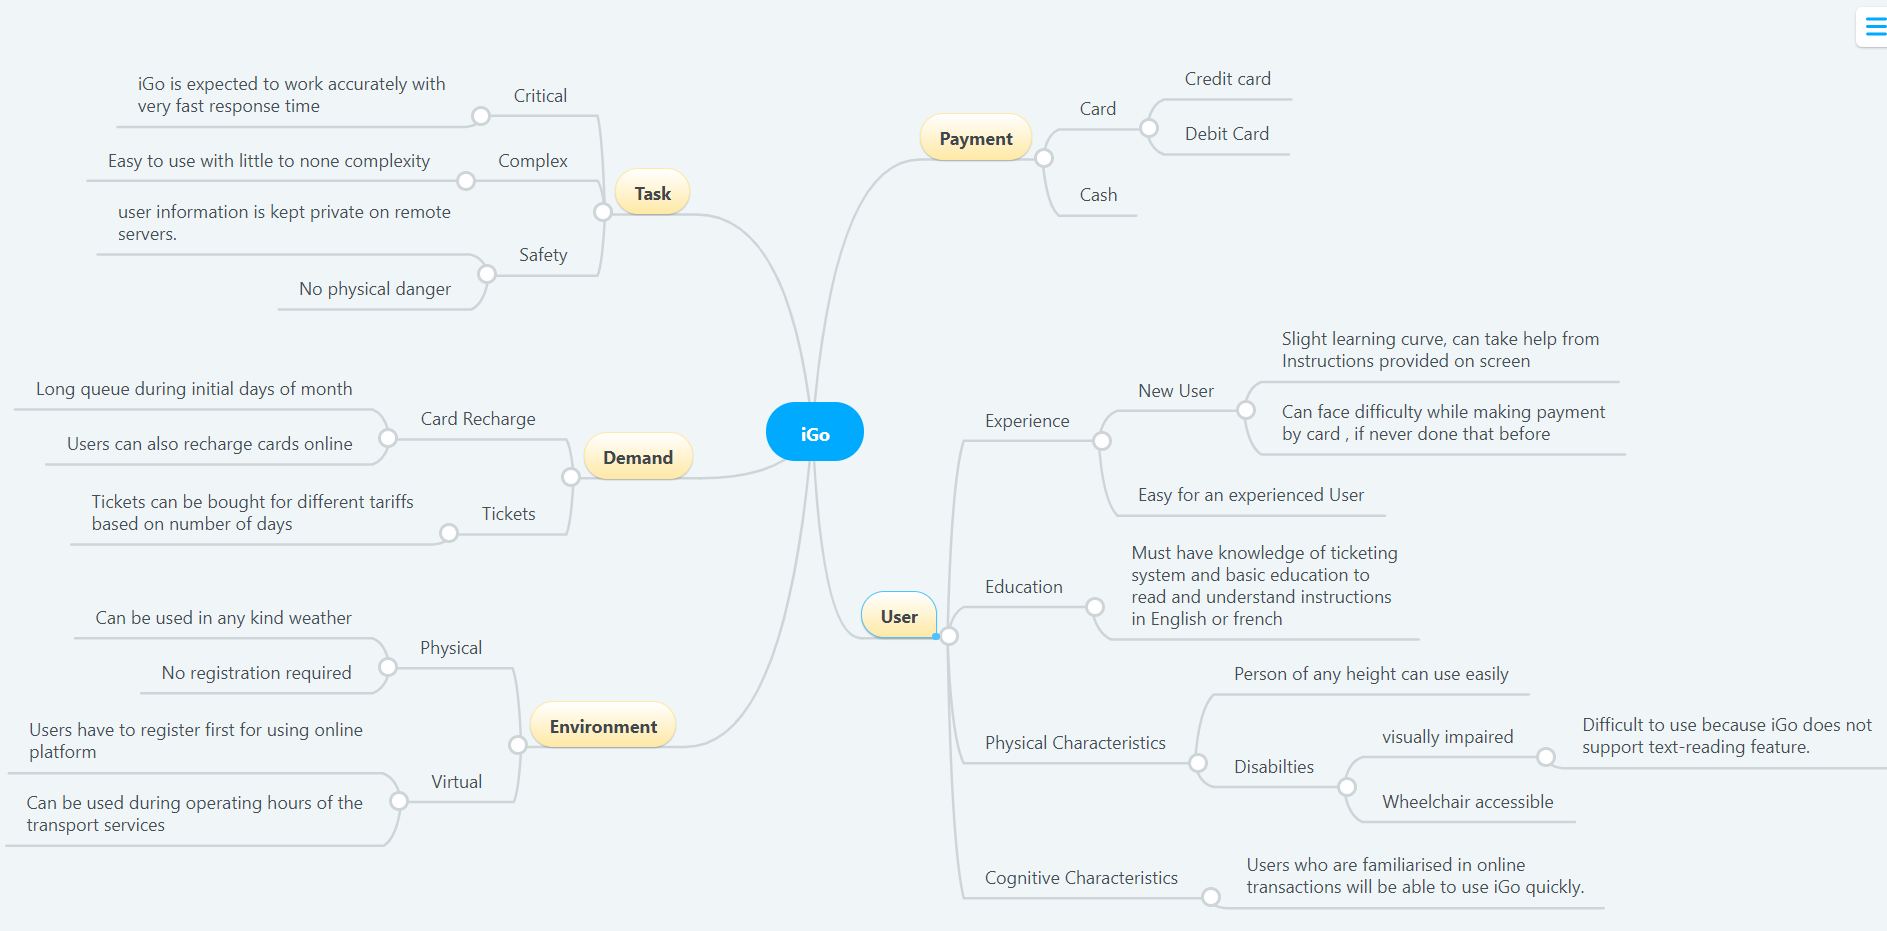 iGo
Task
Critical
iGo is expected to work accurately with
very fast response time
Complex
Easy to use with little to none complexity
Safety
user information is kept private on remote
servers.
No physical danger
Demand
Card Recharge
Long queue during initial days of month
Users can also recharge cards online
Tickets
Tickets can be bought for different tariffs
based on number of days
Environment
Physical
Can be used in any kind weather
No registration required
Virtual
Users have to register first for using online
platform
Can be used during operating hours of the
transport services
Payment
Card
Credit card
Debit Card
Cash
User
Experience
New User
Slight learning curve, can take help from
Instructions provided on screen
Can face difficulty while making payment
by card , if never done that before
Easy for an experienced User
Education
Must have knowledge of ticketing
system and basic education to
read and understand instructions
in English or french
Physical Characteristics
Person of any height can use easily
Disabilties
visually impaired
Difficult to use because iGo does not
support text-reading feature.
Wheelchair accessible
Cognitive Characteristics
Users who are familiarised in online
transactions will be able to use iGo quickly.